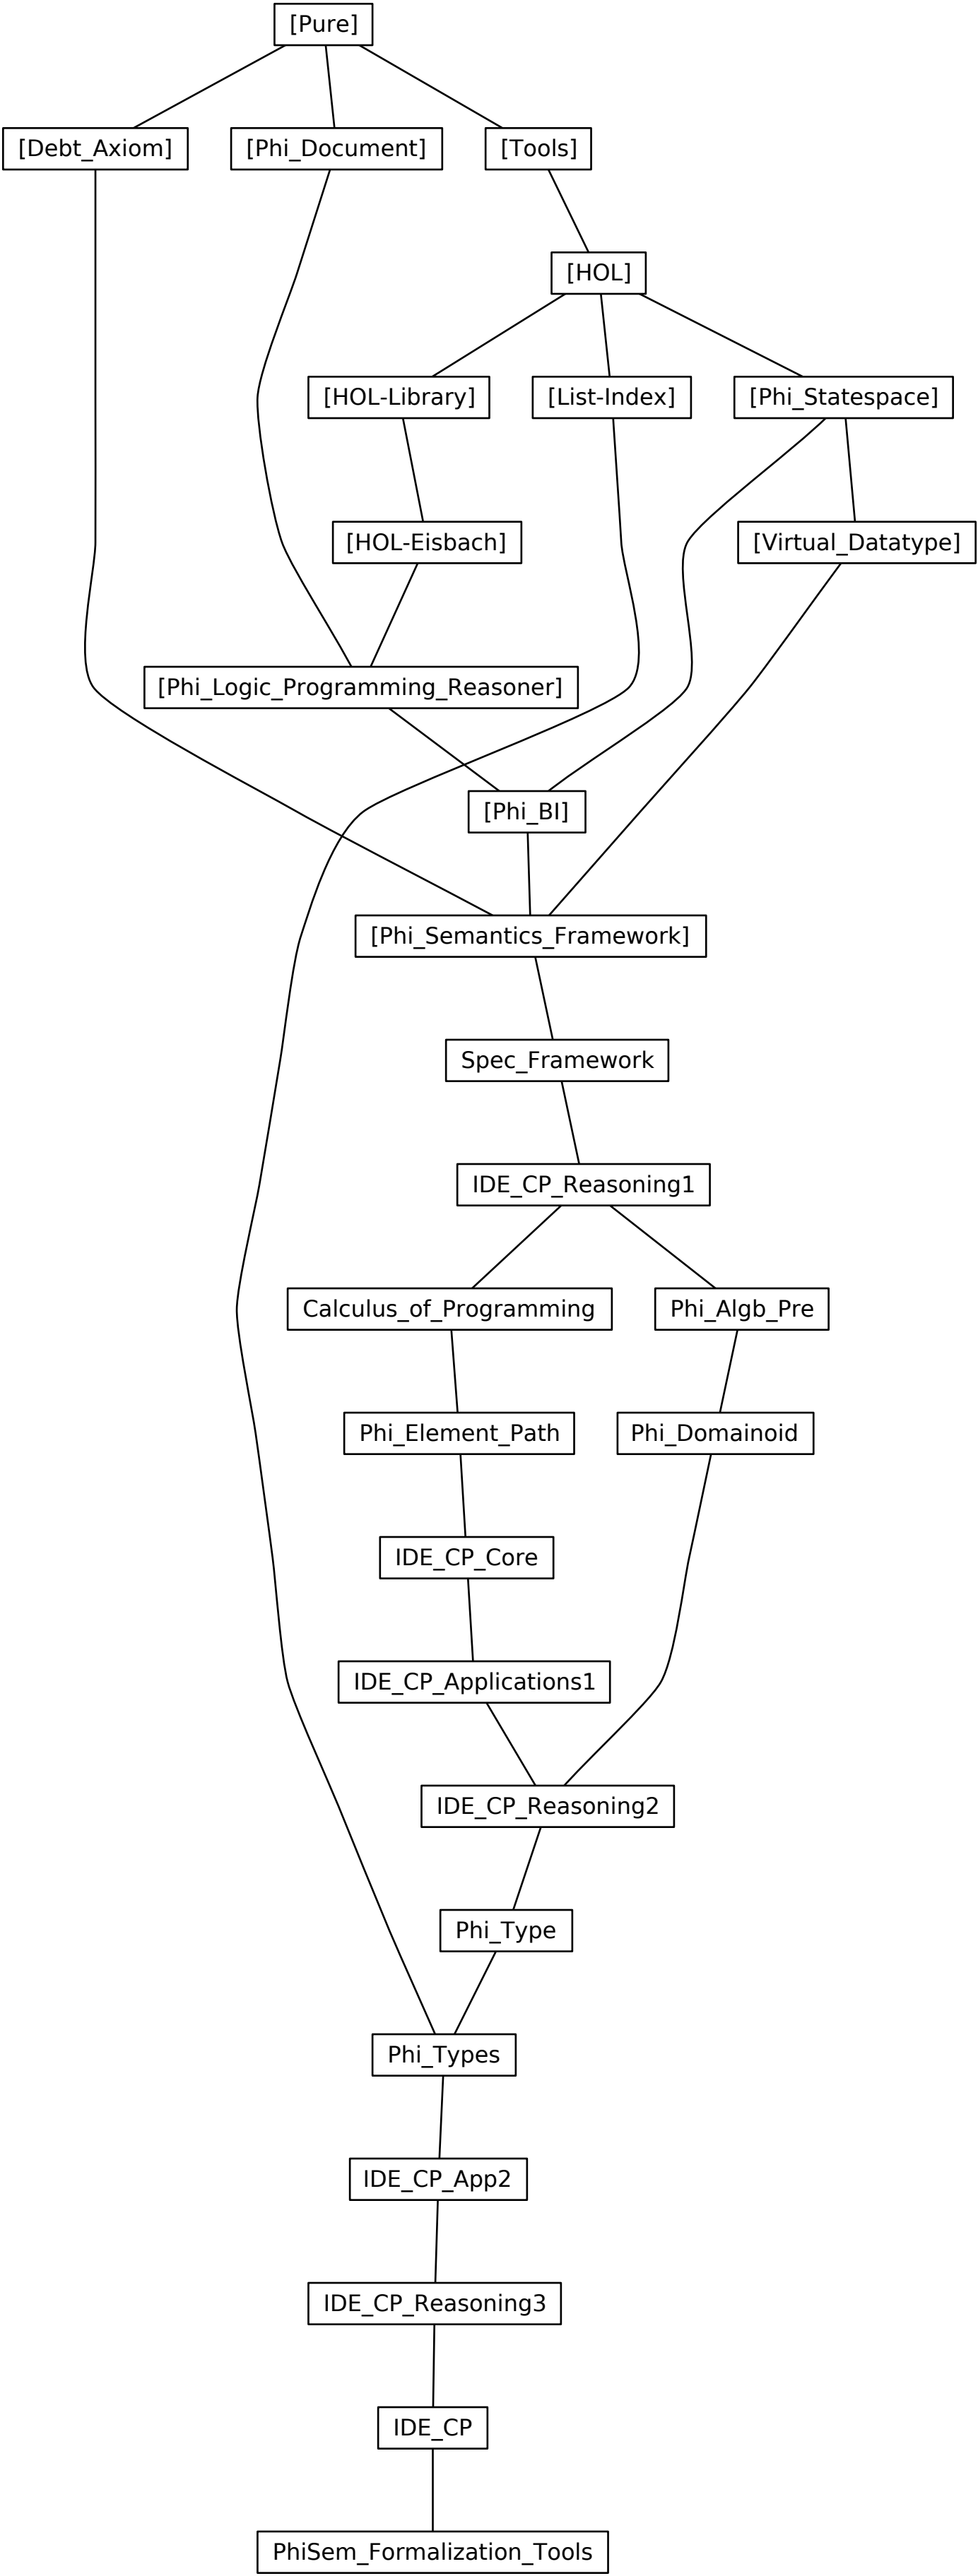 [Pure]
[Debt_Axiom]
[Phi_Document]
[Tools]
[HOL]
[HOL-Library]
[List-Index]
[Phi_Statespace]
[HOL-Eisbach]
[Virtual_Datatype]
[Phi_Logic_Programming_Reasoner]
[Phi_BI]
[Phi_Semantics_Framework]
Spec_Framework
IDE_CP_Reasoning1
Calculus_of_Programming
Phi_Algb_Pre
Phi_Element_Path
Phi_Domainoid
IDE_CP_Core
IDE_CP_Applications1
IDE_CP_Reasoning2
Phi_Type
Phi_Types
IDE_CP_App2
IDE_CP_Reasoning3
IDE_CP
PhiSem_Formalization_Tools